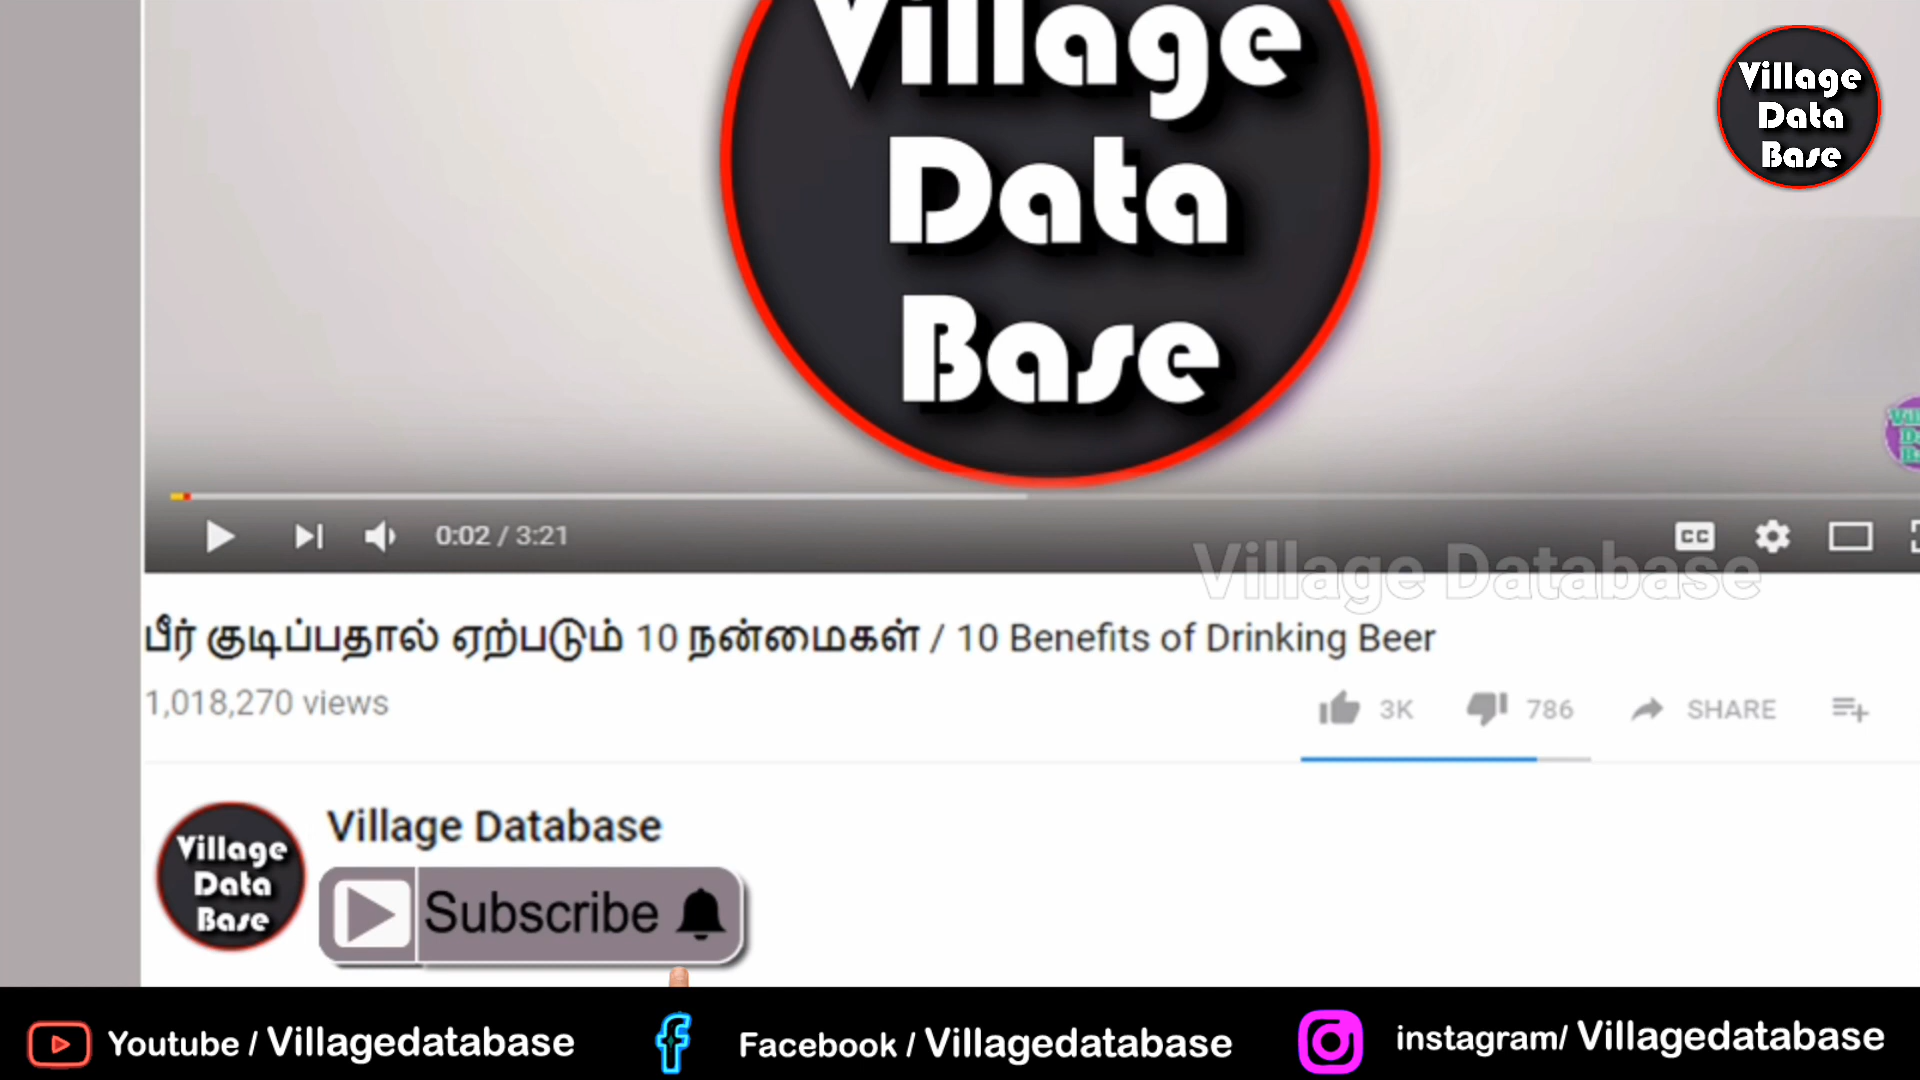 Village
Data
Base
Village
Data
Base
0:02 / 3:21
CC
Village Database
பீர் குடிப்பதால் ஏற்படும் 10 நன்மைகள் / 10 Benefits of Drinking Beer
1,018,270 views
3K
786
SHARE
Village
Data
Base
Village Database
Subscribe
Youtube / Villagedatabase
Facebook / Villagedatabase
instagram/ Villagedatabase